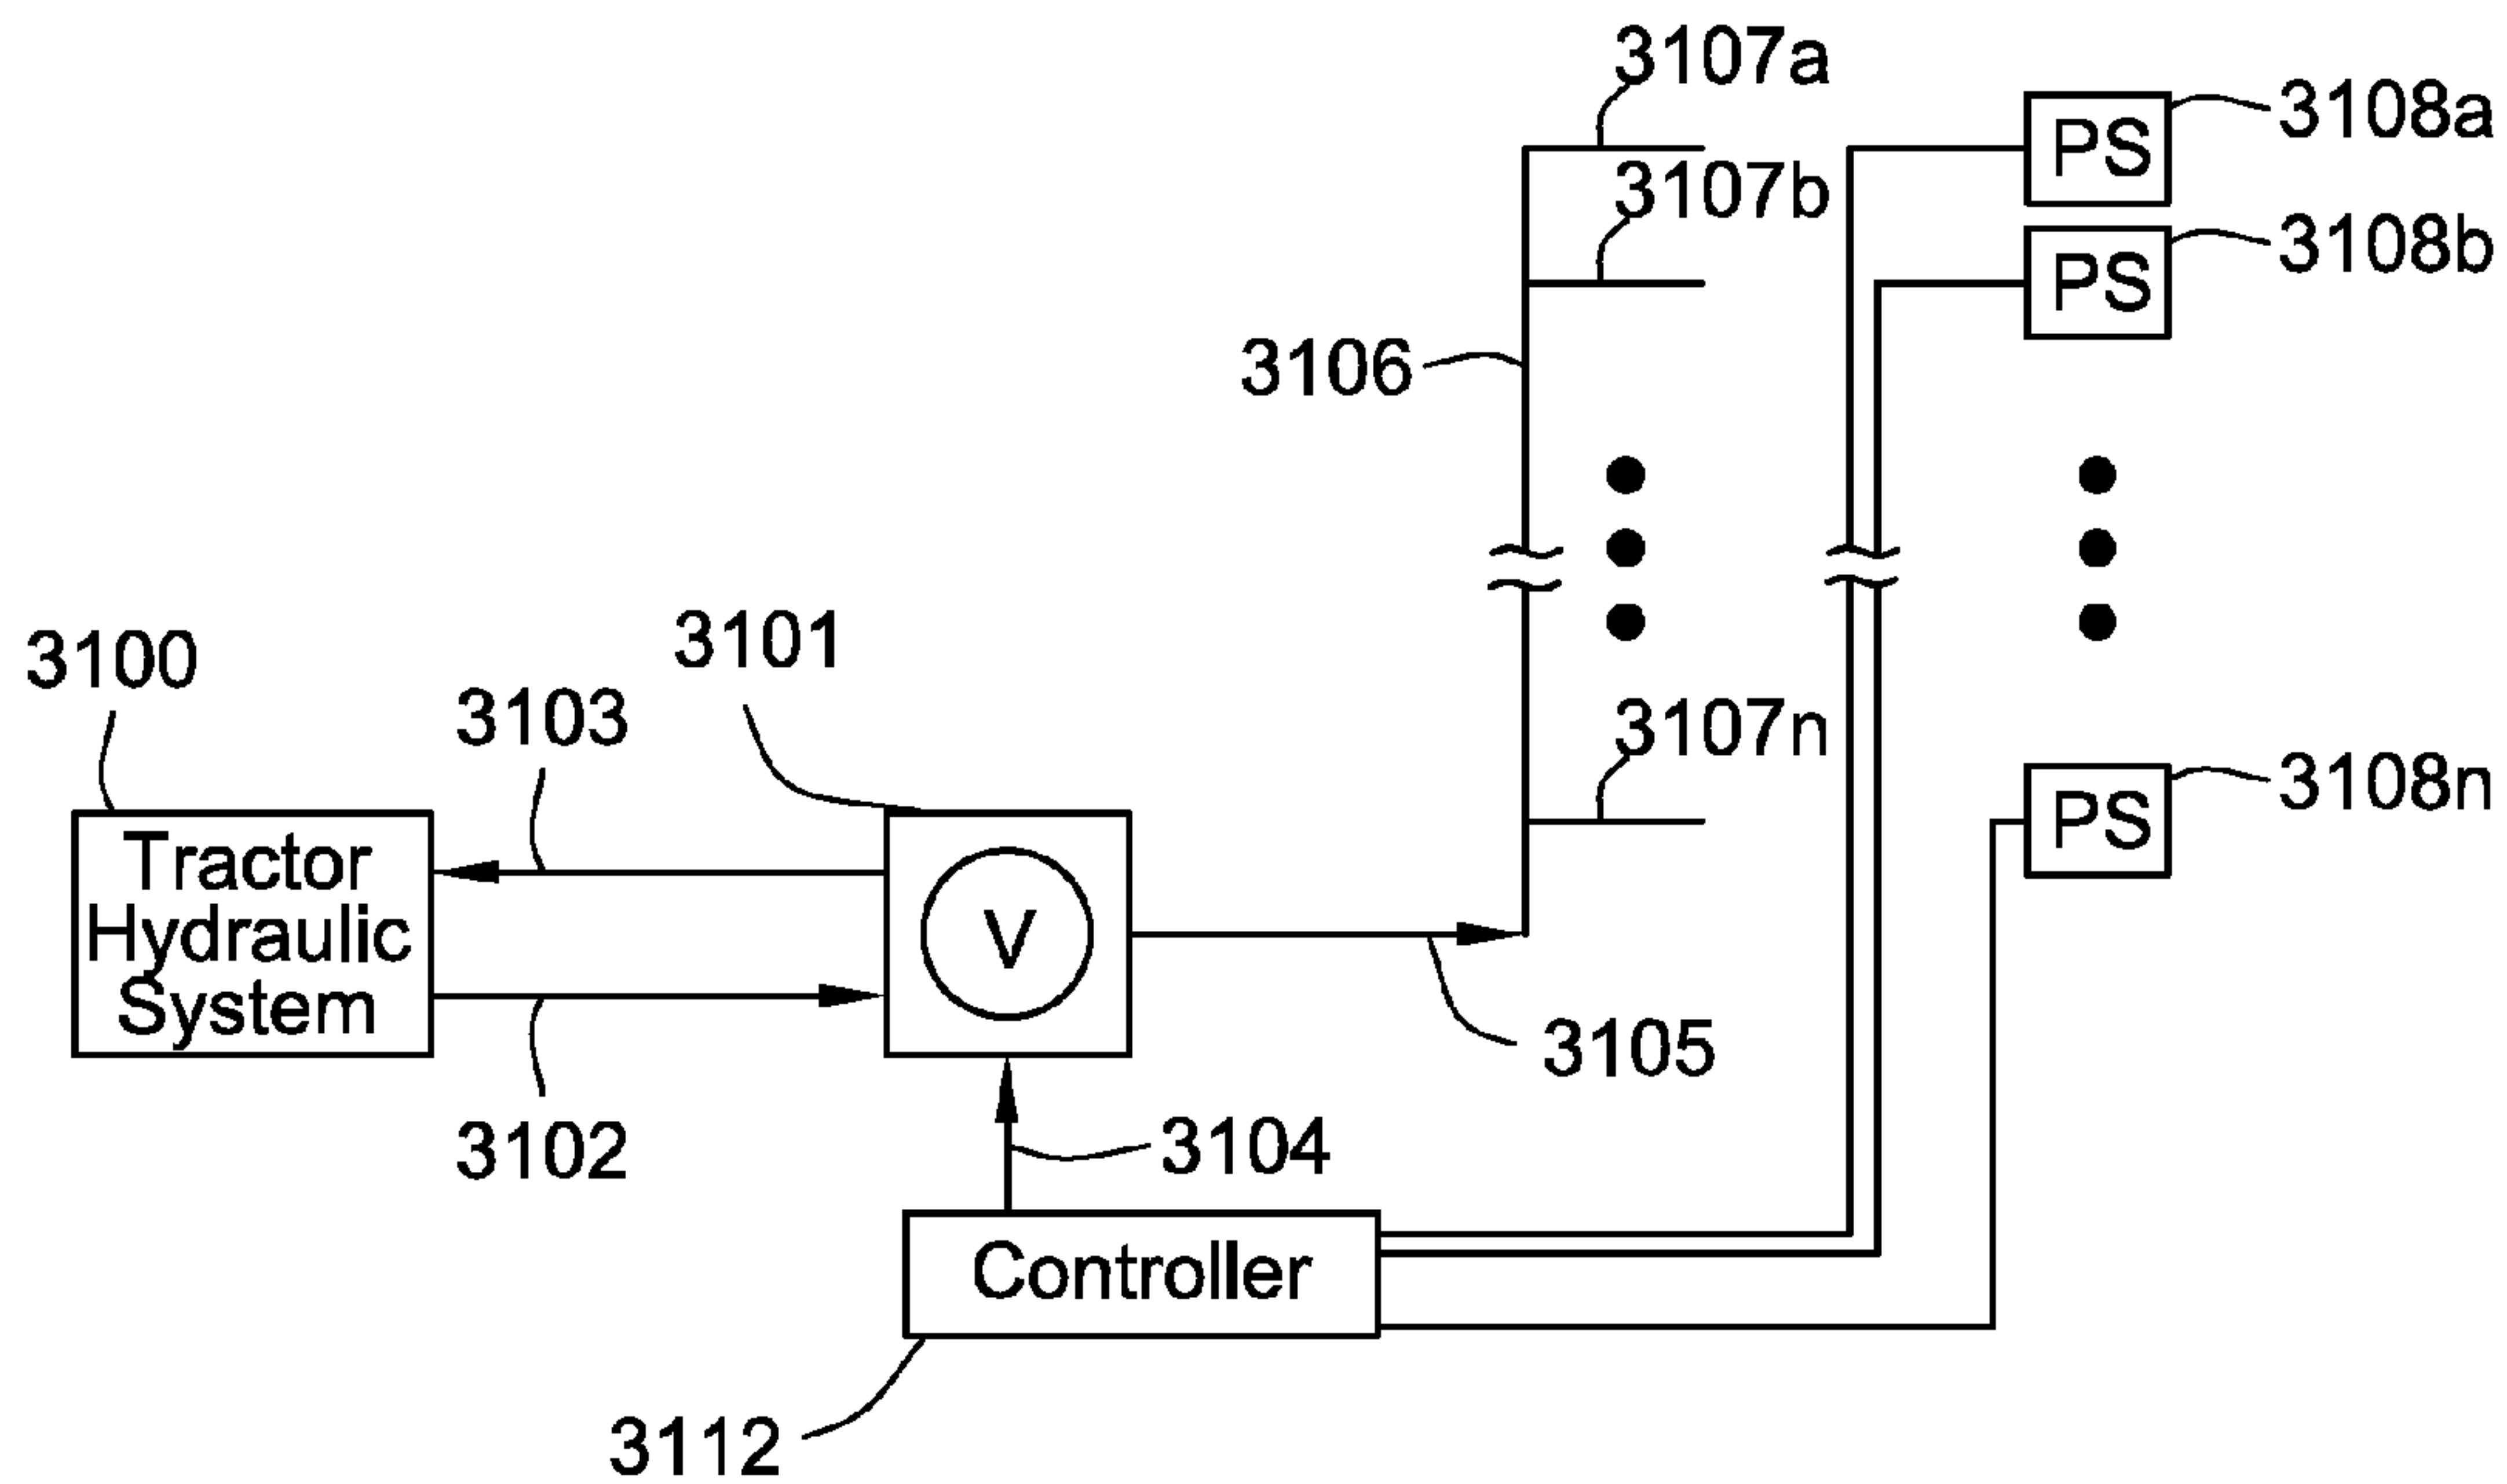 3107a
3108a
PS
3107b
3108b
PS
3106
3101
3100
3103
3107n
3108n
PS
Tractor
Hydraulic
System
V
3105
3102
3104
Controller
3112